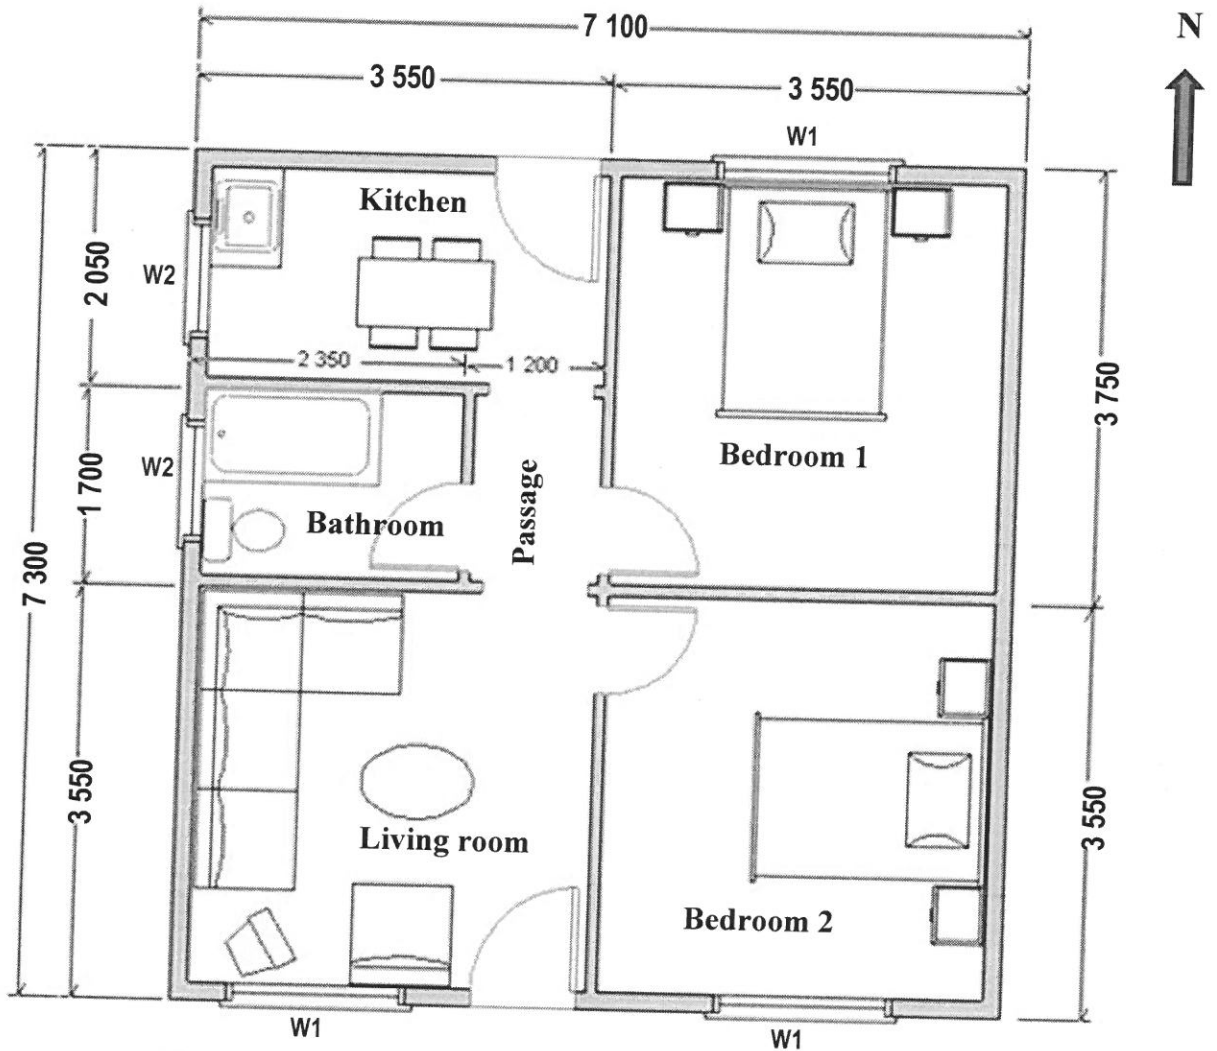 7 100
N
3 550
3 550
W1
Kitchen
2 050
W2
2 350
1 200
3 750
Bedroom 1
1 700
W2
Passage
Bathroom
7 300
3 550
Living room
3 550
Bedroom 2
W1
W1